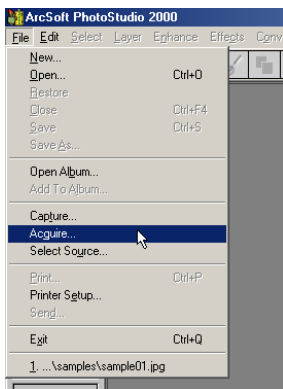 ArcSoft PhotoStudio 2000
File Edit Select Layer Enhance Effects Conv
New...
Open... Ctrl+O
Restore
Close Ctrl+F4
Save Ctrl+S
Save As...
Open Album...
Add To Album...
Capture...
Acquire...
Select Source...
Print... Ctrl+P
Printer Setup...
Send...
Exit Ctrl+Q
1. ...\samples\sample01.jpg